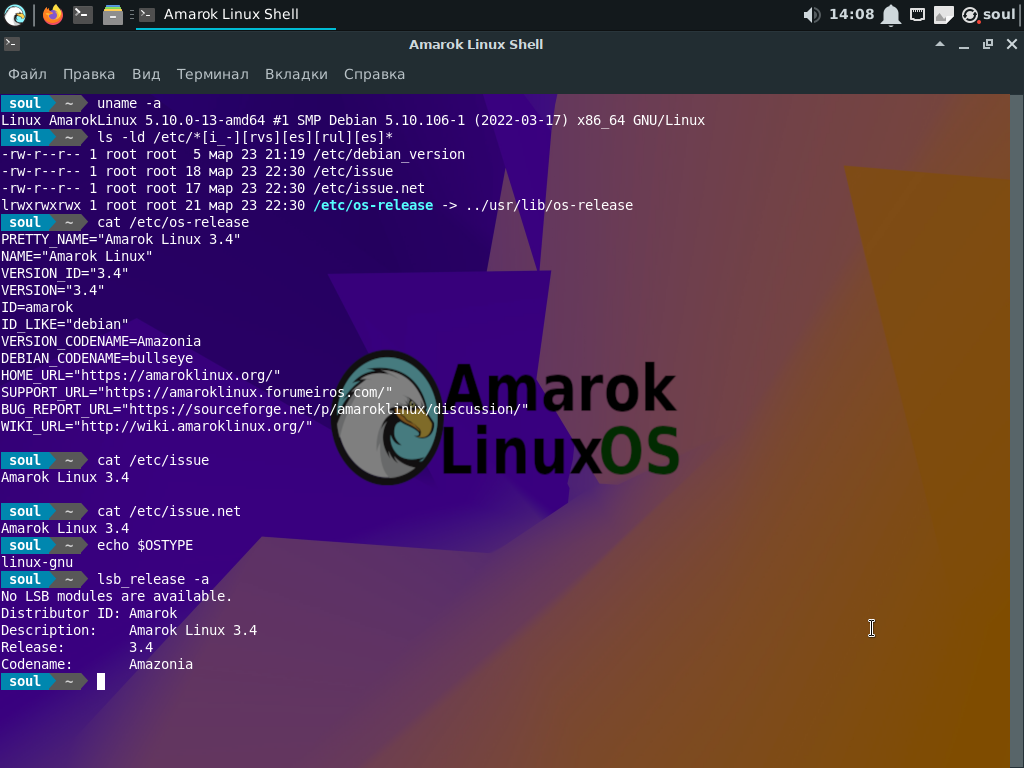 Amarok Linux Shell
14:08
soul
Amarok Linux Shell
Файл Правка Вид Терминал Вкладки Справка
soul ~ uname -a
Linux AmarokLinux 5.10.0-13-amd64 #1 SMP Debian 5.10.106-1 (2022-03-17) x86_64 GNU/Linux
soul ~ ls -ld /etc/*[i_-][rvs][es][rul][es]*
-rw-r--r-- 1 root root  5 мар 23 21:19 /etc/debian_version
-rw-r--r-- 1 root root 18 мар 23 22:30 /etc/issue
-rw-r--r-- 1 root root 17 мар 23 22:30 /etc/issue.net
lrwxrwxrwx 1 root root 21 мар 23 22:30 /etc/os-release -> ../usr/lib/os-release
soul ~ cat /etc/os-release
PRETTY_NAME="Amarok Linux 3.4"
NAME="Amarok Linux"
VERSION_ID="3.4"
VERSION="3.4"
ID=amarok
ID_LIKE="debian"
VERSION_CODENAME=Amazonia
DEBIAN_CODENAME=bullseye
HOME_URL="https://amaroklinux.org/"
SUPPORT_URL="https://amaroklinux.forumeiros.com/"
BUG_REPORT_URL="https://sourceforge.net/p/amaroklinux/discussion/"
WIKI_URL="http://wiki.amaroklinux.org/"
Amarok
LinuxOS
soul ~ cat /etc/issue
Amarok Linux 3.4
soul ~ cat /etc/issue.net
Amarok Linux 3.4
soul ~ echo $OSTYPE
linux-gnu
soul ~ lsb_release -a
No LSB modules are available.
Distributor ID: Amarok
Description:    Amarok Linux 3.4
Release:        3.4
Codename:       Amazonia
soul ~